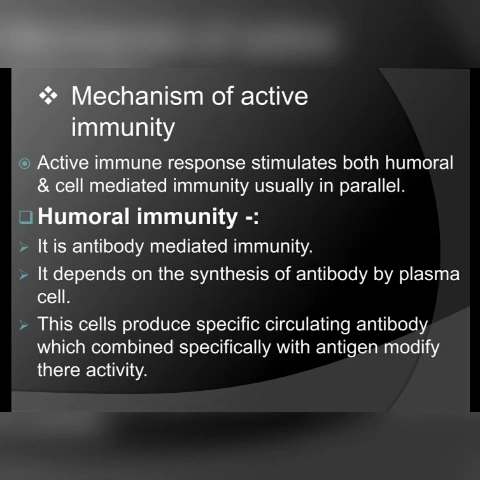 Mechanism of active
immunity
Active immune response stimulates both humoral
& cell mediated immunity usually in parallel.
Humoral immunity -:
It is antibody mediated immunity.
It depends on the synthesis of antibody by plasma
cell.
This cells produce specific circulating antibody
which combined specifically with antigen modify
there activity.